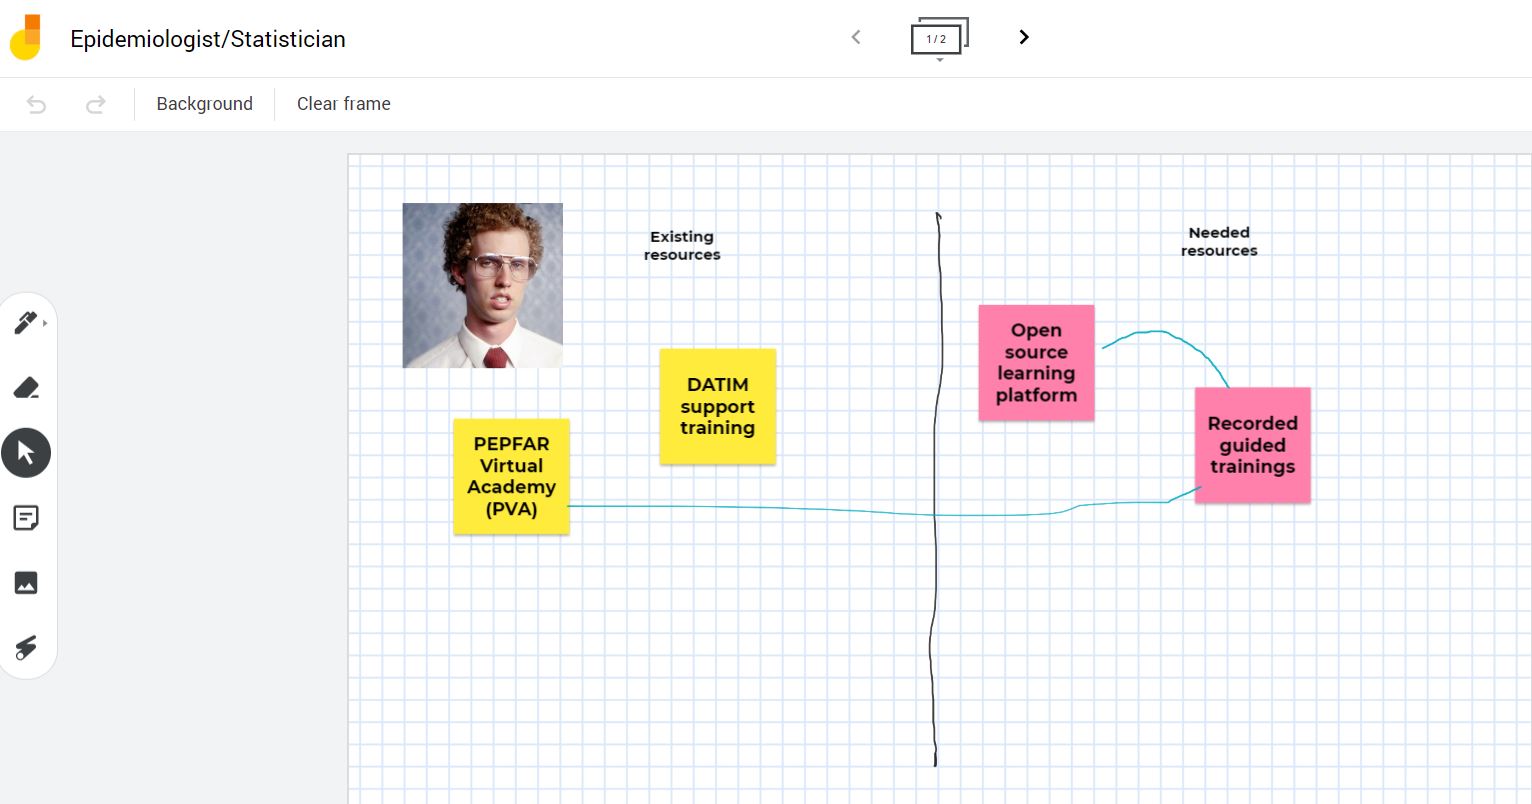 Epidemiologist/Statistician
1 / 2
Background
Clear frame
Existing
resources
Needed
resources
Open
source
learning
platform
DATIM
support
training
Recorded
guided
trainings
PEPFAR
Virtual
Academy
(PVA)